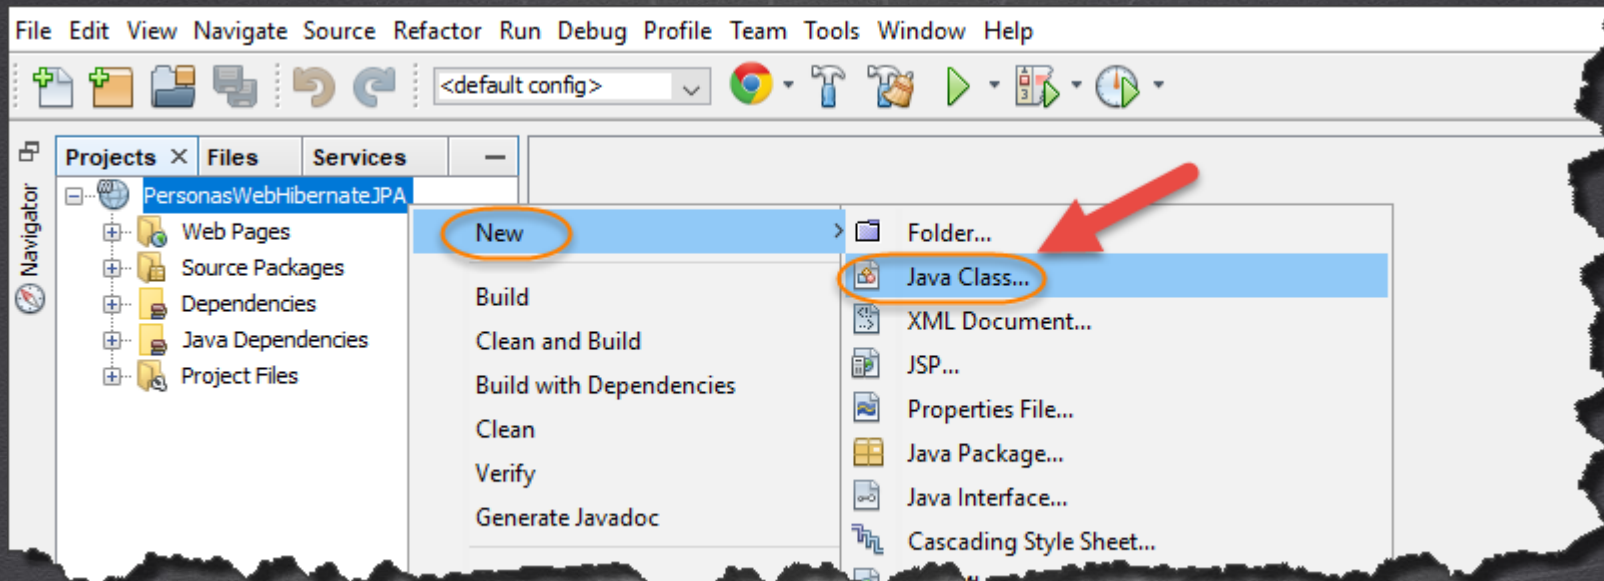 File Edit View Navigate Source Refactor Run Debug Profile Team Tools Window Help
<default config>
Projects Files Services
Navigator
PersonasWebHibernateJPA
Web Pages
Source Packages
Dependencies
Java Dependencies
Project Files
New
Build
Clean and Build
Build with Dependencies
Clean
Verify
Generate Javadoc
Folder...
Java Class...
XML Document...
JSP...
Properties File...
Java Package...
Java Interface...
Cascading Style Sheet...